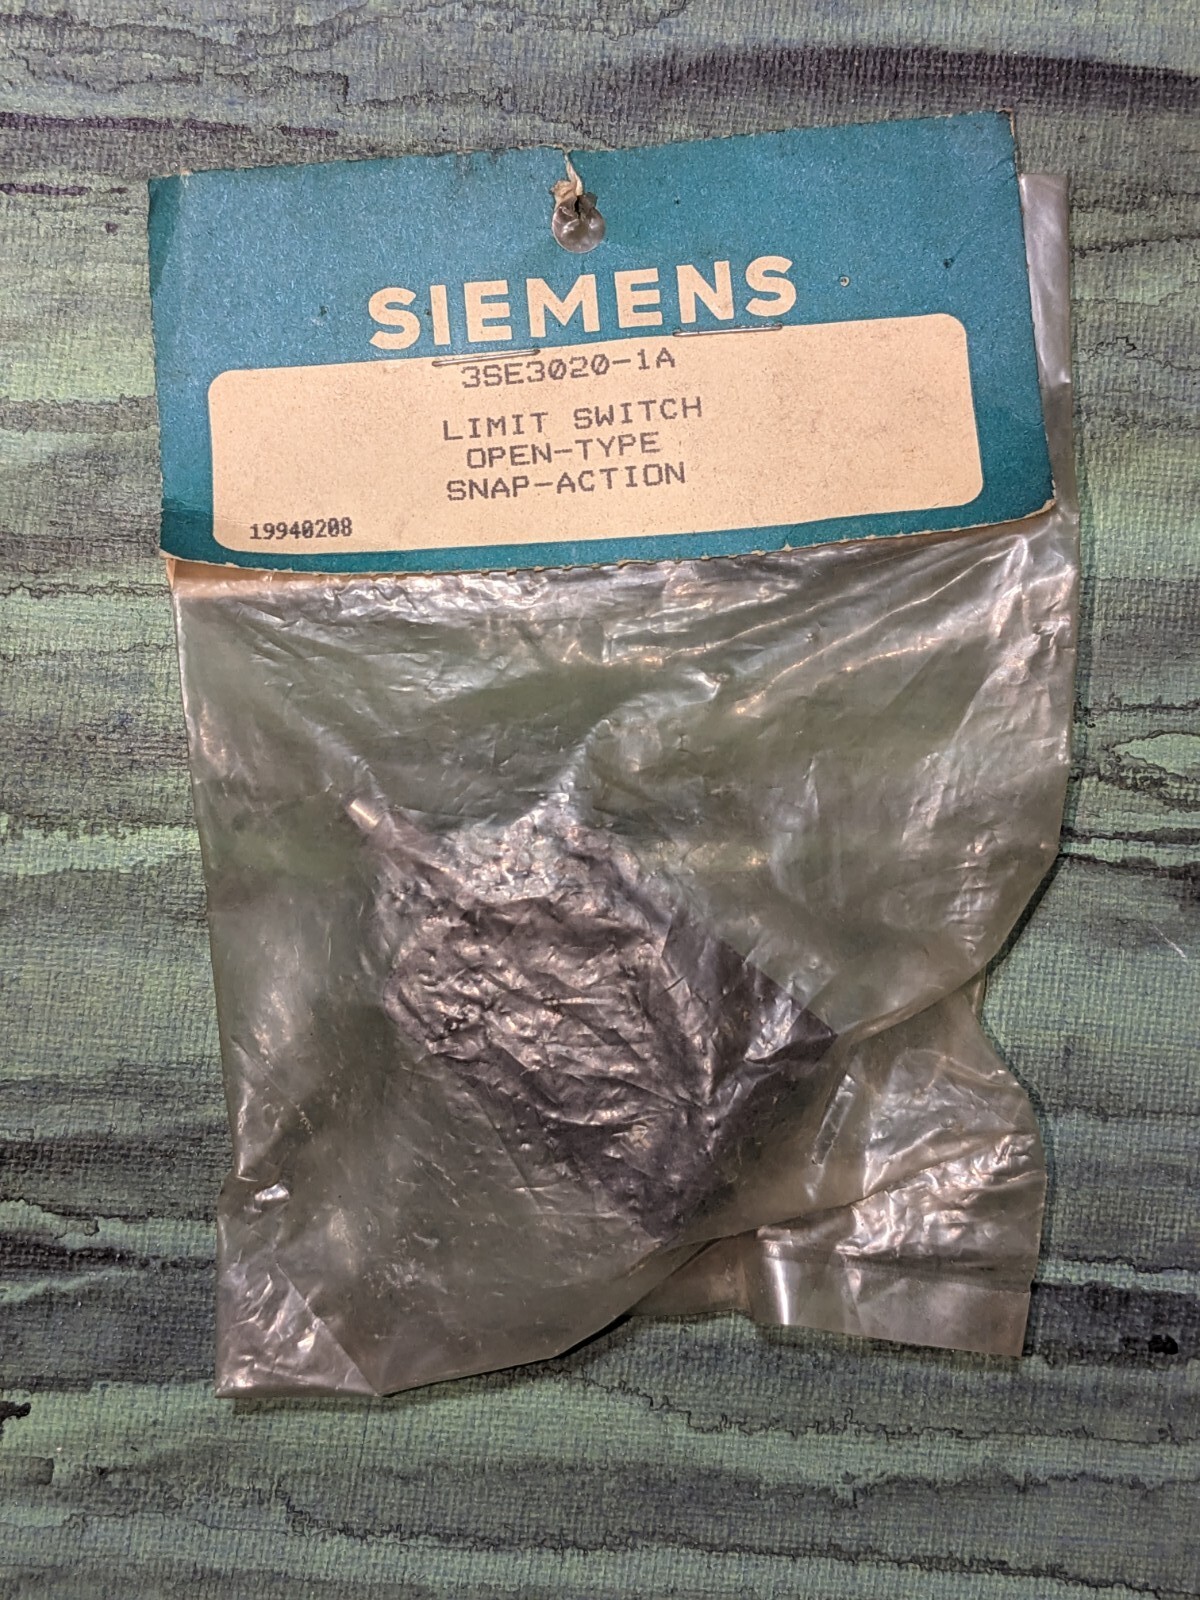 SIEMENS
3SE3020-1A
LIMIT SWITCH
OPEN-TYPE
SNAP-ACTION
19940208